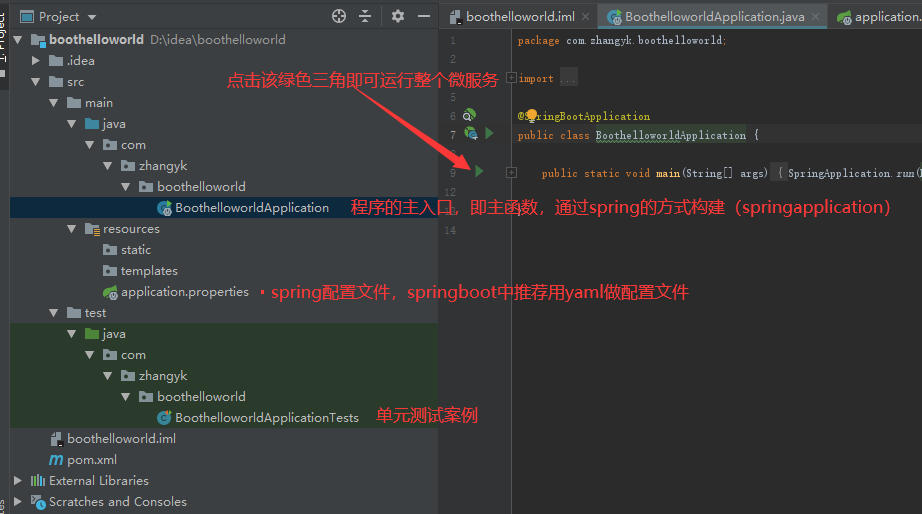 Project
boothelloworld.iml
BoothelloworldApplication.java
application.
Project
boothelloworld D:\idea\boothelloworld
.idea
src
main
java
com
zhangyk
boothelloworld
BoothelloworldApplication
resources
static
templates
application.properties
test
java
com
zhangyk
boothelloworld
BoothelloworldApplicationTests
boothelloworld.iml
pom.xml
External Libraries
Scratches and Consoles
点击该绿色三角即可运行整个微服务
程序的主入口，即主函数，通过spring的方式构建（springapplication）
spring配置文件，springboot中推荐用yaml做配置文件
单元测试案例
1 package com.zhangyk.boothelloworld;
2
3 import ...
5
6 @SpringBootApplication
7 public class BoothelloworldApplication {
9 public static void main(String[] args) { SpringApplication.run(
12
14